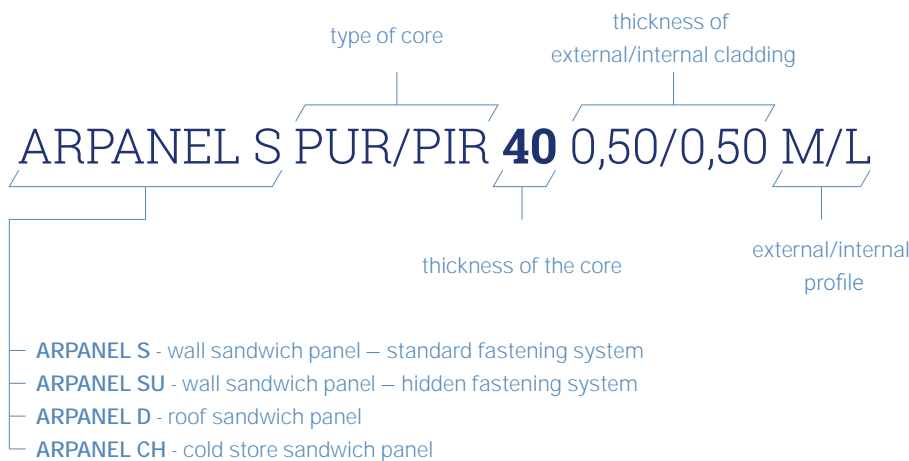 type of core
thickness of
external/internal cladding
ARPANEL S PUR/PIR 40 0,50/0,50 M/L
thickness of the core
external/internal
profile
ARPANEL S - wall sandwich panel – standard fastening system
ARPANEL SU - wall sandwich panel – hidden fastening system
ARPANEL D - roof sandwich panel
ARPANEL CH - cold store sandwich panel